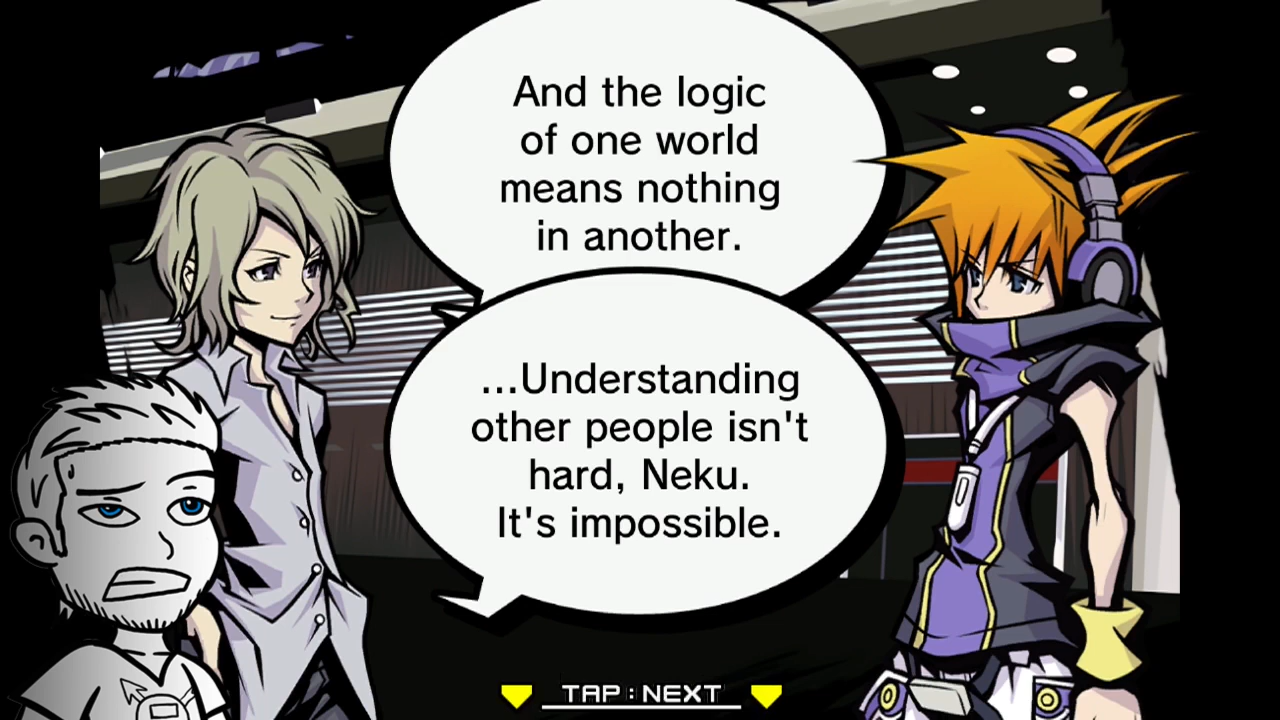 And the logic
of one world
means nothing
in another.
...Understanding
other people isn't
hard, Neku.
It's impossible.
TAP : NEXT